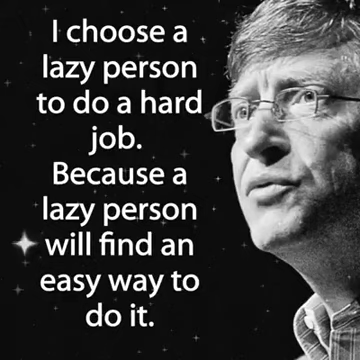 I choose a
lazy person
to do a hard
job.
Because a
lazy person
will find an
easy way to
do it.